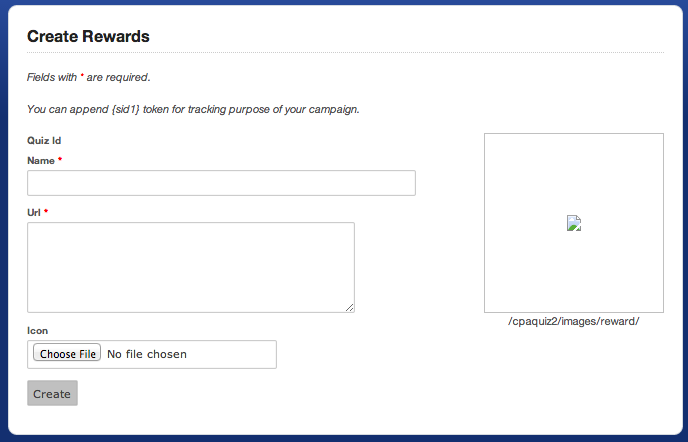 Create Rewards
Fields with * are required.
You can append {sid1} token for tracking purpose of your campaign.
Quiz Id
Name *
Url *
/cpaquiz2/images/reward/
Icon
Choose File No file chosen
Create